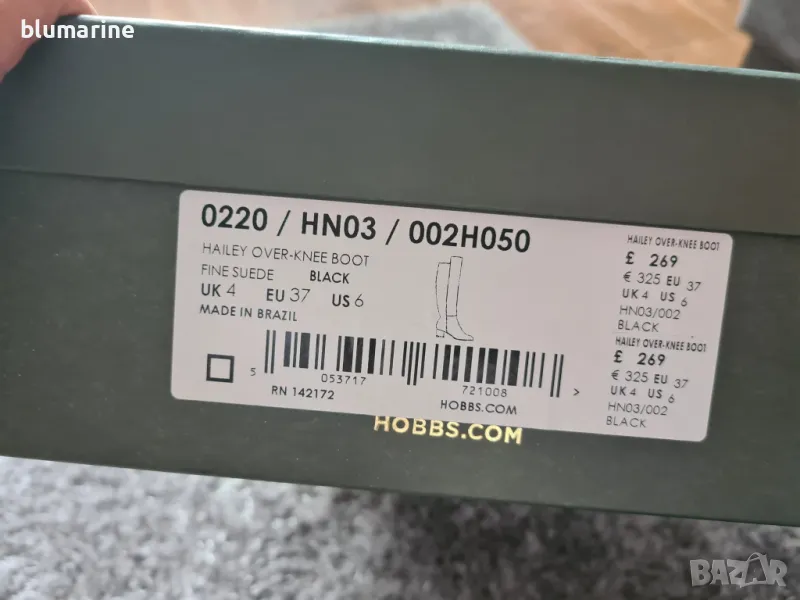 blumarine
0220 / HN03 / 002H050
HAILEY OVER-KNEE BOOT
FINE SUEDE BLACK
UK 4 EU 37 US 6
MADE IN BRAZIL
5 053717 721008 >
RN 142172 HOBBS.COM
HAILEY OVER-KNEE BOOT
£ 269
€ 325 EU 37
UK 4 US 6
HN03/002
BLACK
HAILEY OVER-KNEE BOOT
£ 269
€ 325 EU 37
UK 4 US 6
HN03/002
BLACK
HOBBS.COM
BAZAR